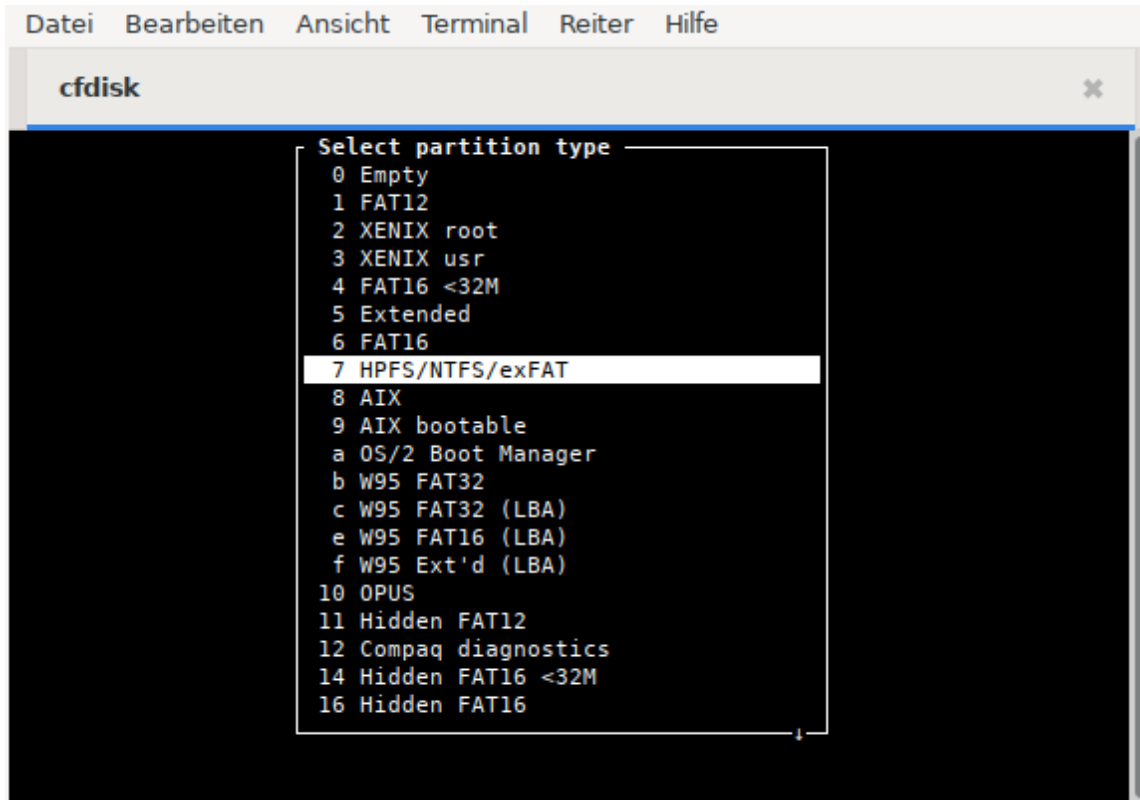 Datei Bearbeiten Ansicht Terminal Reiter Hilfe
cfdisk
Select partition type
0 Empty
1 FAT12
2 XENIX root
3 XENIX usr
4 FAT16 <32M
5 Extended
6 FAT16
7 HPFS/NTFS/exFAT
8 AIX
9 AIX bootable
a OS/2 Boot Manager
b W95 FAT32
c W95 FAT32 (LBA)
e W95 FAT16 (LBA)
f W95 Ext'd (LBA)
10 OPUS
11 Hidden FAT12
12 Compaq diagnostics
14 Hidden FAT16 <32M
16 Hidden FAT16